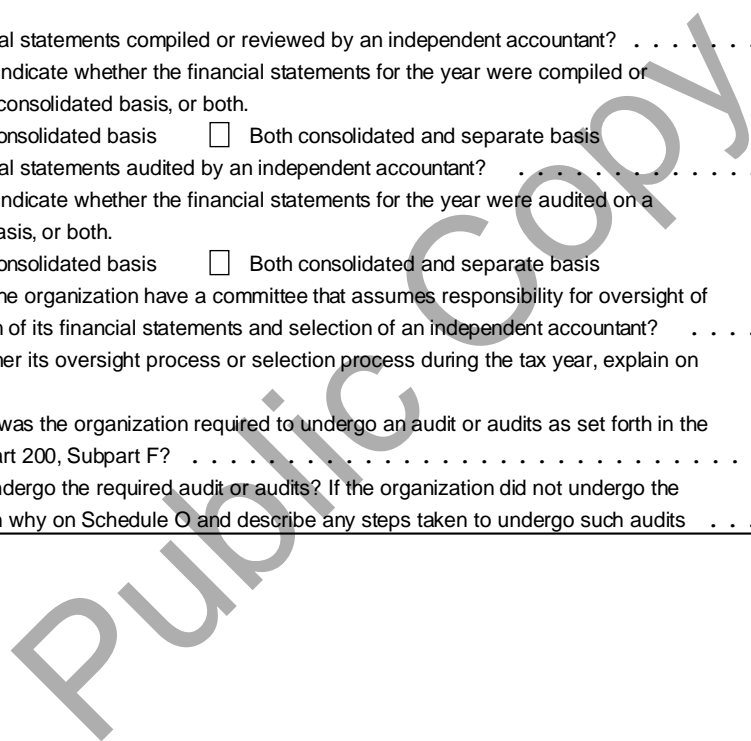 al statements compiled or reviewed by an independent accountant? . . . . . . .
ndicate whether the financial statements for the year were compiled or
consolidated basis, or both.
onsolidated basis Both consolidated and separate basis
al statements audited by an independent accountant? . . . . . . . . . . . . .
ndicate whether the financial statements for the year were audited on a
asis, or both.
onsolidated basis Both consolidated and separate basis
he organization have a committee that assumes responsibility for oversight of
n of its financial statements and selection of an independent accountant? . . . .
her its oversight process or selection process during the tax year, explain on
was the organization required to undergo an audit or audits as set forth in the
art 200, Subpart F? . . . . . . . . . . . . . . . . . . . . . . . . . . . . . .
ndergo the required audit or audits? If the organization did not undergo the
n why on Schedule O and describe any steps taken to undergo such audits . . .
Public Copy